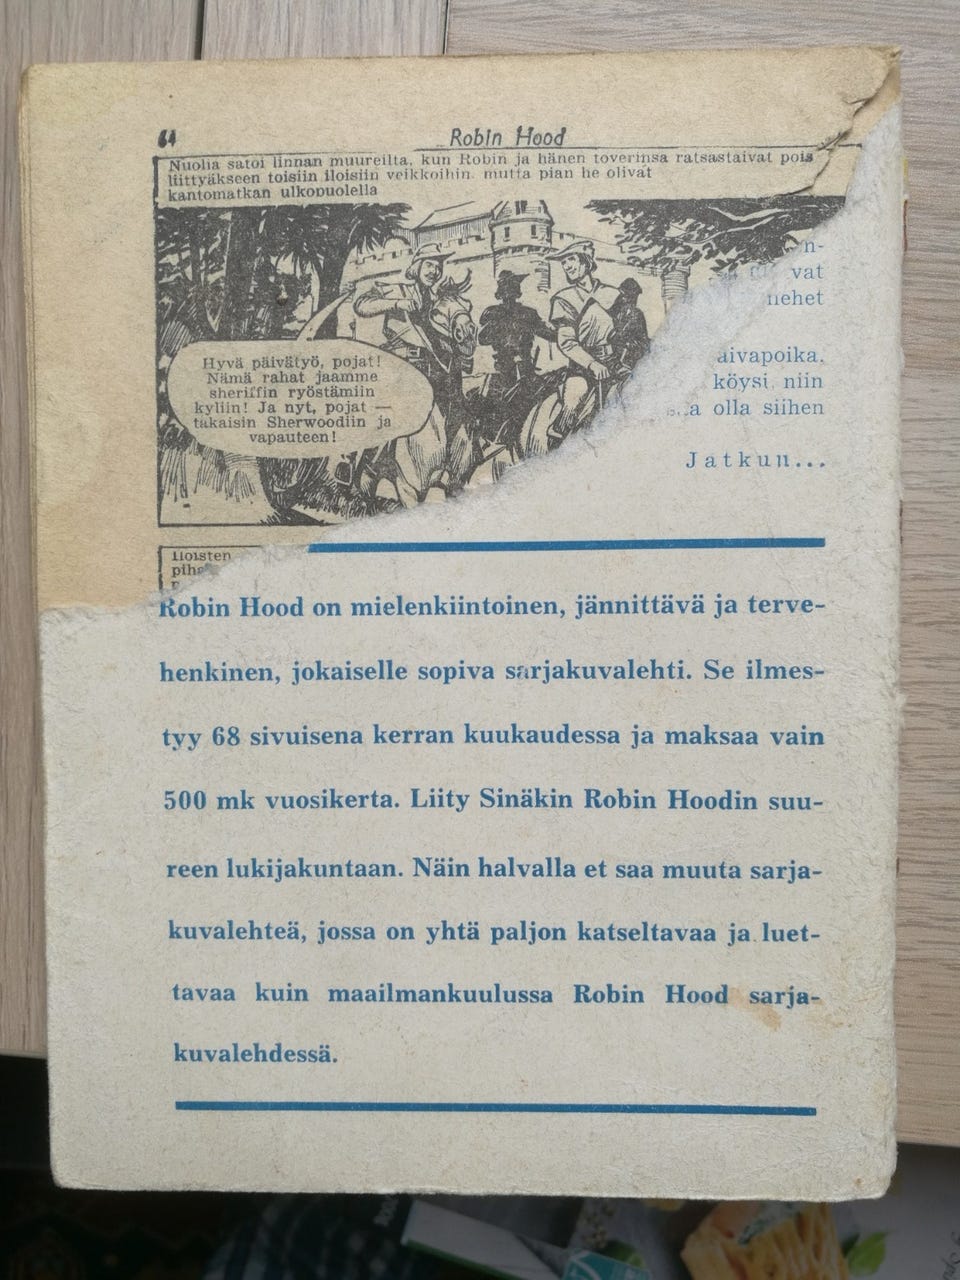 64
Robin Hood
Nuolia satoi linnan muureilta, kun Robin ja hänen toverinsa ratsastaivat pois
liittyäkseen toisiin iloisiin veikkoihin, mutta pian he olivat
kantomatkan ulkopuolella
Hyvä päivätyö, pojat!
Nämä rahat jaamme
sheriffin ryöstämiin
kyliin! Ja nyt, pojat —
takaisin Sherwoodiin ja
vapauteen!
n-
vat
nehet
aivapoika,
köysi, niin
a olla siihen
Jatkuu...
iloisten
piha
Robin Hood on mielenkiintoinen, jännittävä ja terve-
henkinen, jokaiselle sopiva sarjakuvalehti. Se ilmes-
tyy 68 sivuisena kerran kuukaudessa ja maksaa vain
500 mk vuosikerta. Liity Sinäkin Robin Hoodin suu-
reen lukijakuntaan. Näin halvalla et saa muuta sarja-
kuvalehteä, jossa on yhtä paljon katseltavaa ja luet-
tavaa kuin maailmankuulussa Robin Hood sarja-
kuvalehdessä.